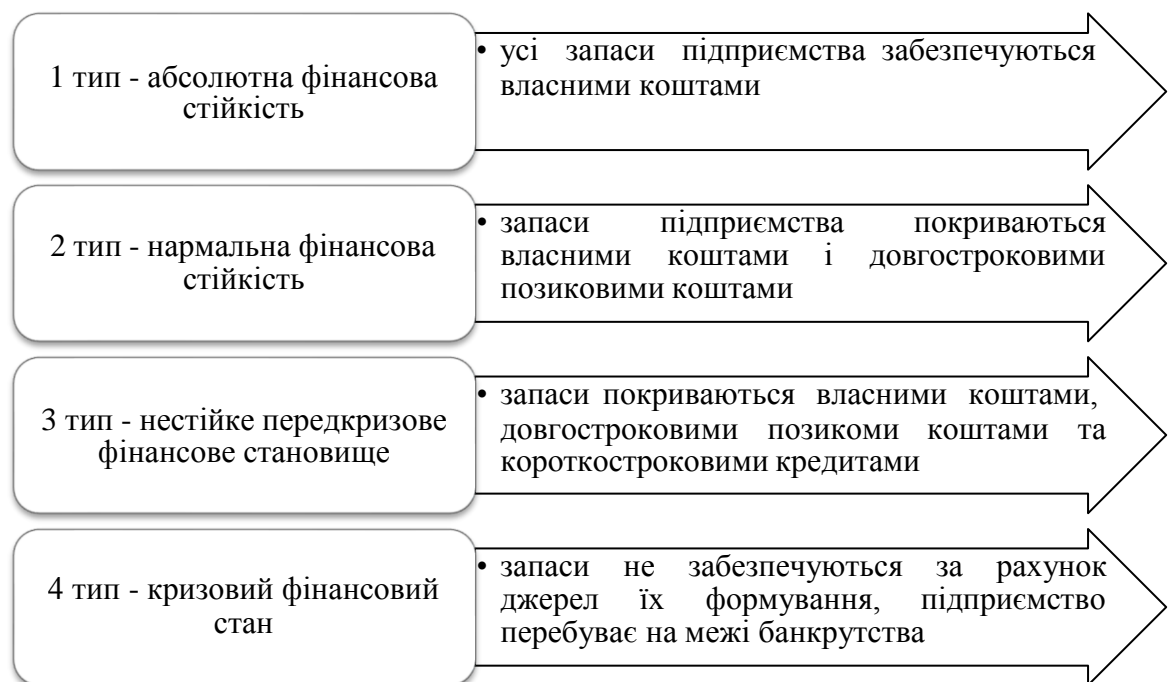 1 тип - абсолютна фінансова
стійкість
• усі запаси підприємства забезпечуються
власними коштами
2 тип - нармальна фінансова
стійкість
• запаси підприємства покриваються
власними коштами і довгостроковими
позиковими коштами
3 тип - нестійке передкризове
фінансове становище
• запаси покриваються власними коштами,
довгостроковими позикоми коштами та
короткостроковими кредитами
4 тип - кризовий фінансовий
стан
• запаси не забезпечуються за рахунок
джерел їх формування, підприємство
перебуває на межі банкрутства